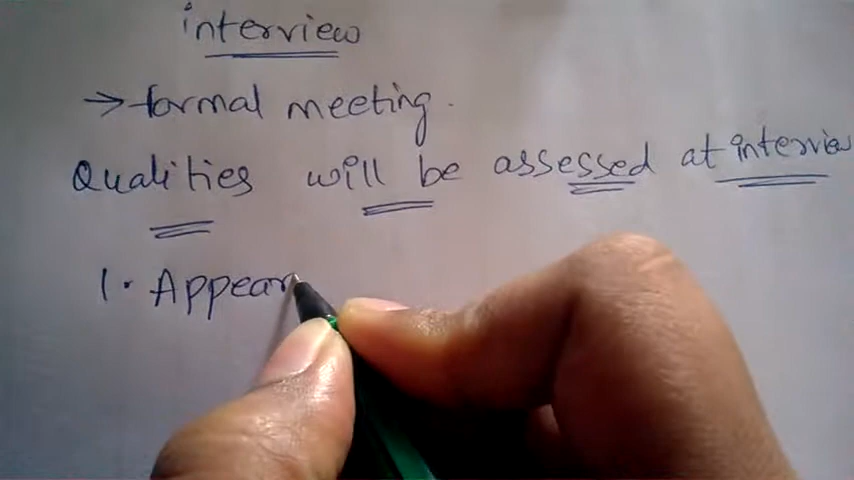 interview
→ formal meeting.
Qualities will be assessed at interview
1. Appear